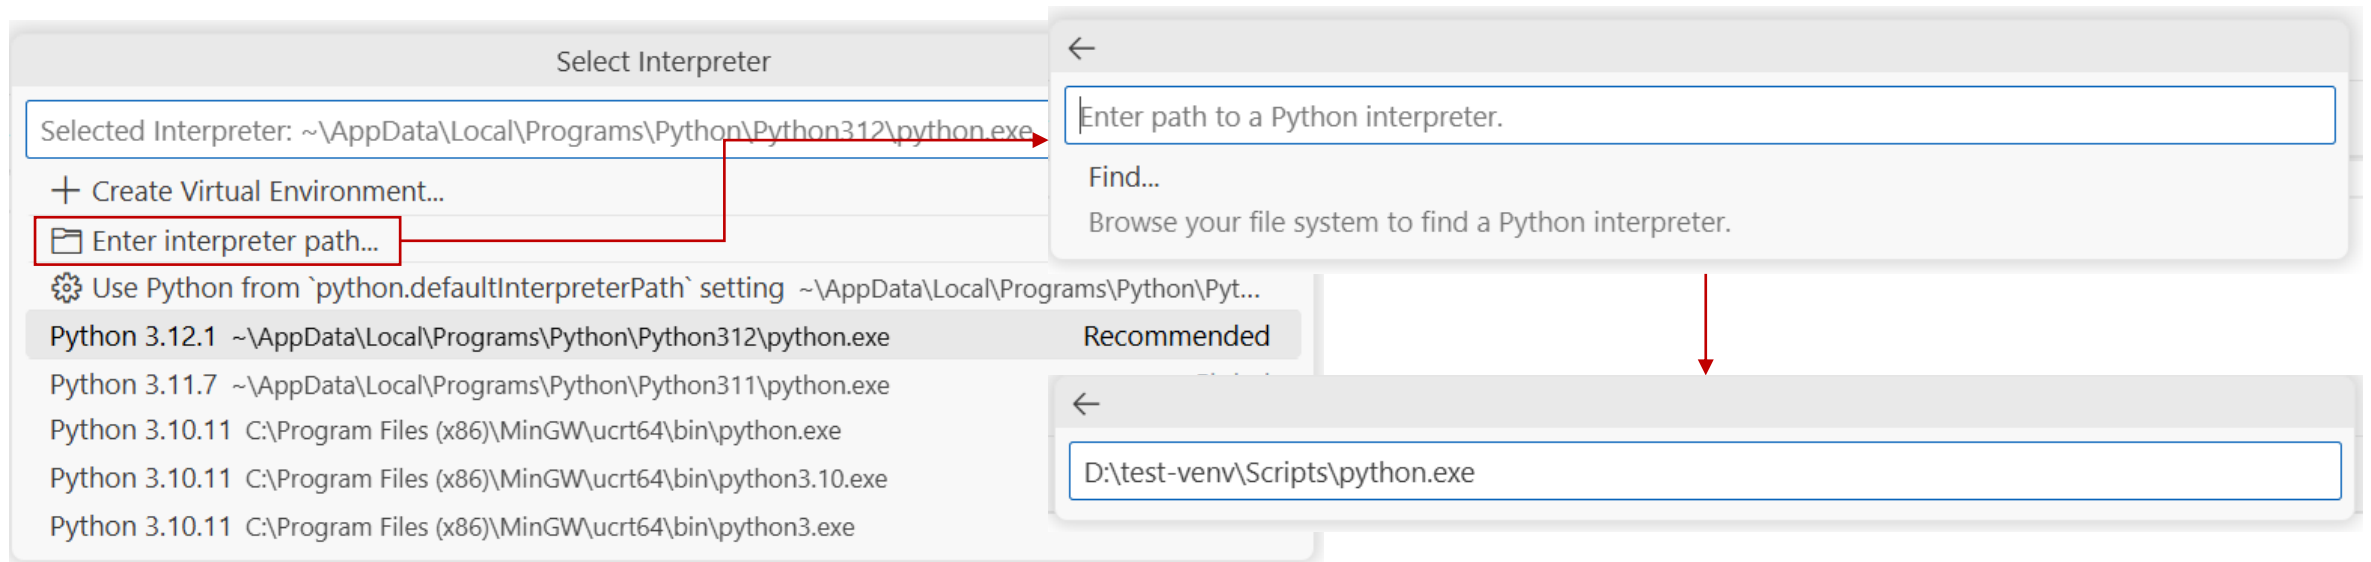 Select Interpreter
Selected Interpreter: ~\AppData\Local\Programs\Python\Python312\python.exe
Create Virtual Environment...
Enter interpreter path...
Use Python from `python.defaultInterpreterPath` setting ~\AppData\Local\Programs\Python\Pyt...
Python 3.12.1 ~\AppData\Local\Programs\Python\Python312\python.exe Recommended
Python 3.11.7 ~\AppData\Local\Programs\Python\Python311\python.exe
Python 3.10.11 C:\Program Files (x86)\MinGW\ucrt64\bin\python.exe
Python 3.10.11 C:\Program Files (x86)\MinGW\ucrt64\bin\python3.10.exe
Python 3.10.11 C:\Program Files (x86)\MinGW\ucrt64\bin\python3.exe
Enter path to a Python interpreter.
Find...
Browse your file system to find a Python interpreter.
D:\test-venv\Scripts\python.exe